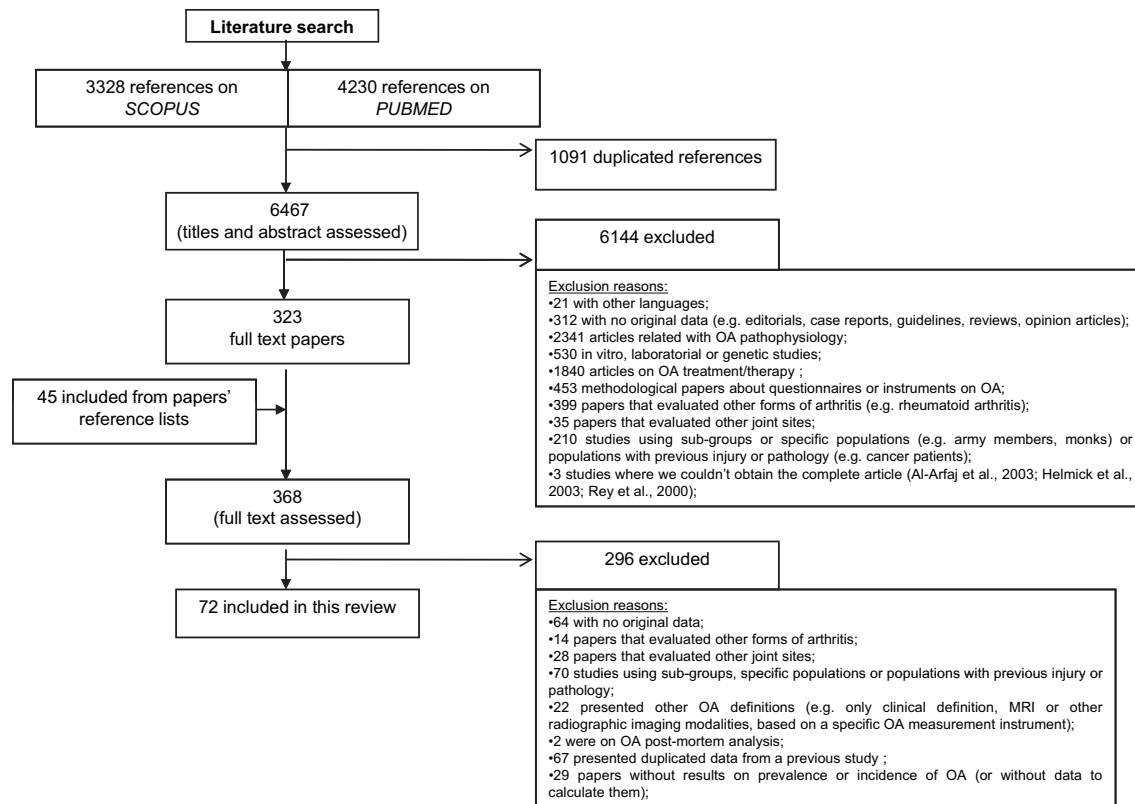 Literature search
3328 references on
SCOPUS
4230 references on
PUBMED
1091 duplicated references
6467
(titles and abstract assessed)
6144 excluded
Exclusion reasons:
•21 with other languages;
•312 with no original data (e.g. editorials, case reports, guidelines, reviews, opinion articles);
•2341 articles related with OA pathophysiology;
•530 in vitro, laboratorial or genetic studies;
•1840 articles on OA treatment/therapy ;
•453 methodological papers about questionnaires or instruments on OA;
•399 papers that evaluated other forms of arthritis (e.g. rheumatoid arthritis);
•35 papers that evaluated other joint sites;
•210 studies using sub-groups or specific populations (e.g. army members, monks) or
populations with previous injury or pathology (e.g. cancer patients);
•3 studies where we couldn't obtain the complete article (Al-Arfaj et al., 2003; Helmick et al.,
2003; Rey et al., 2000);
323
full text papers
45 included from papers'
reference lists
368
(full text assessed)
296 excluded
Exclusion reasons:
•64 with no original data;
•14 papers that evaluated other forms of arthritis;
•28 papers that evaluated other joint sites;
•70 studies using sub-groups, specific populations or populations with previous injury or
pathology;
•22 presented other OA definitions (e.g. only clinical definition, MRI or other
radiographic imaging modalities, based on a specific OA measurement instrument);
•2 were on OA post-mortem analysis;
•67 presented duplicated data from a previous study ;
•29 papers without results on prevalence or incidence of OA (or without data to
calculate them);
72 included in this review